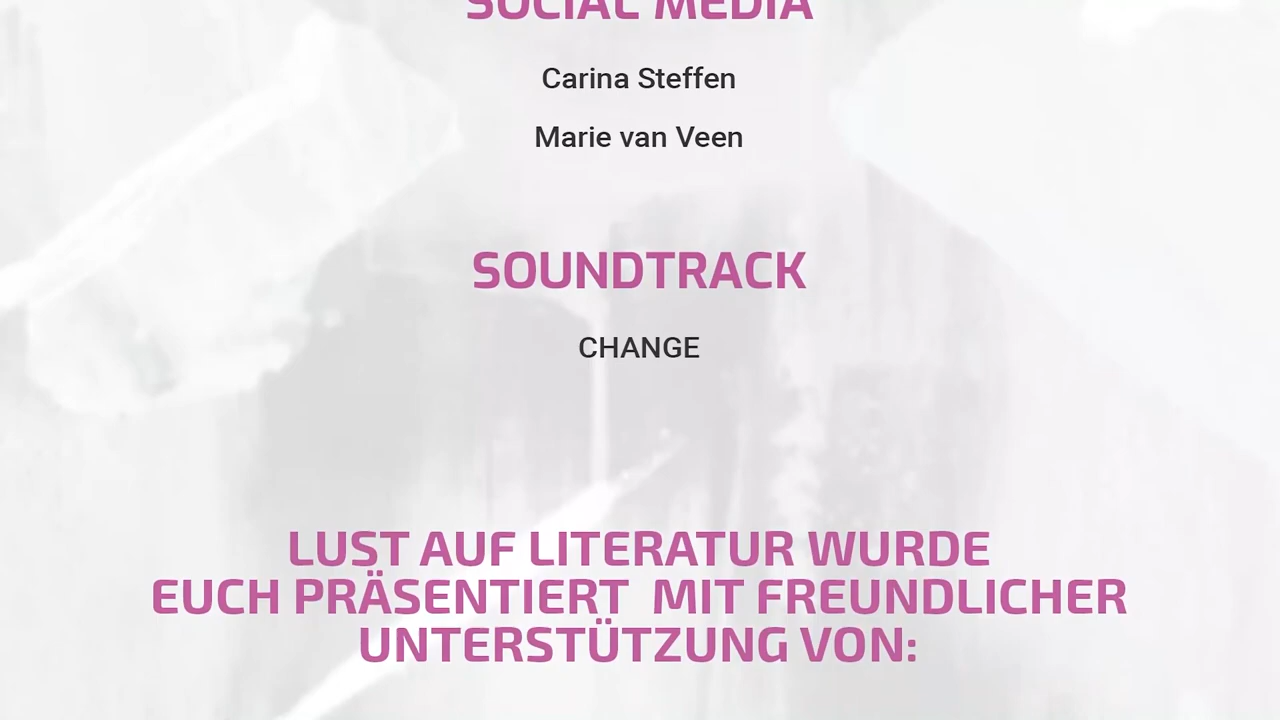 SOCIAL MEDIA
Carina Steffen
Marie van Veen
SOUNDTRACK
CHANGE
LUST AUF LITERATUR WURDE
EUCH PRÄSENTIERT MIT FREUNDLICHER
UNTERSTÜTZUNG VON: